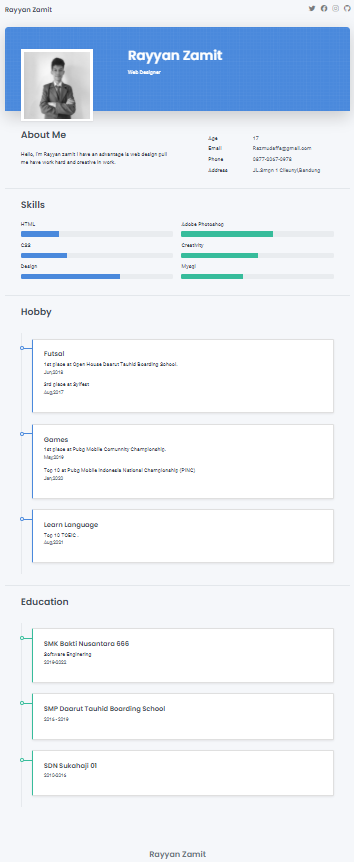 Rayyan Zamit
Rayyan Zamit
Web Designer
About Me
Hello, I'm Rayyan zamit I have an advantage is web design pull
me have work hard and creative in work.
Age 17
Email Razmudaffa@gmail.com
Phone 0877-2067-0978
Address JL.Smpn 1 Cileunyi,Bandung
Skills
HTML
Adobe Photoshop
CSS
Creativity
Design
Myagi
Hobby
Futsal
1st place at Open House Daarut Tauhid Boarding School.
Jun,2018
3rd place at Sylfest
Aug,2017
Games
1st place at Pubg Mobile Comunnity Championship.
May,2019
Top 10 at Pubg Mobile Indonesia National Championship (PINC)
Jan,2020
Learn Language
Top 10 TOEIC .
Aug,2021
Education
SMK Bakti Nusantara 666
Software Enginering
2019-2022
SMP Daarut Tauhid Boarding School
2016 - 2019
SDN Sukahaji 01
2010-2016
Rayyan Zamit